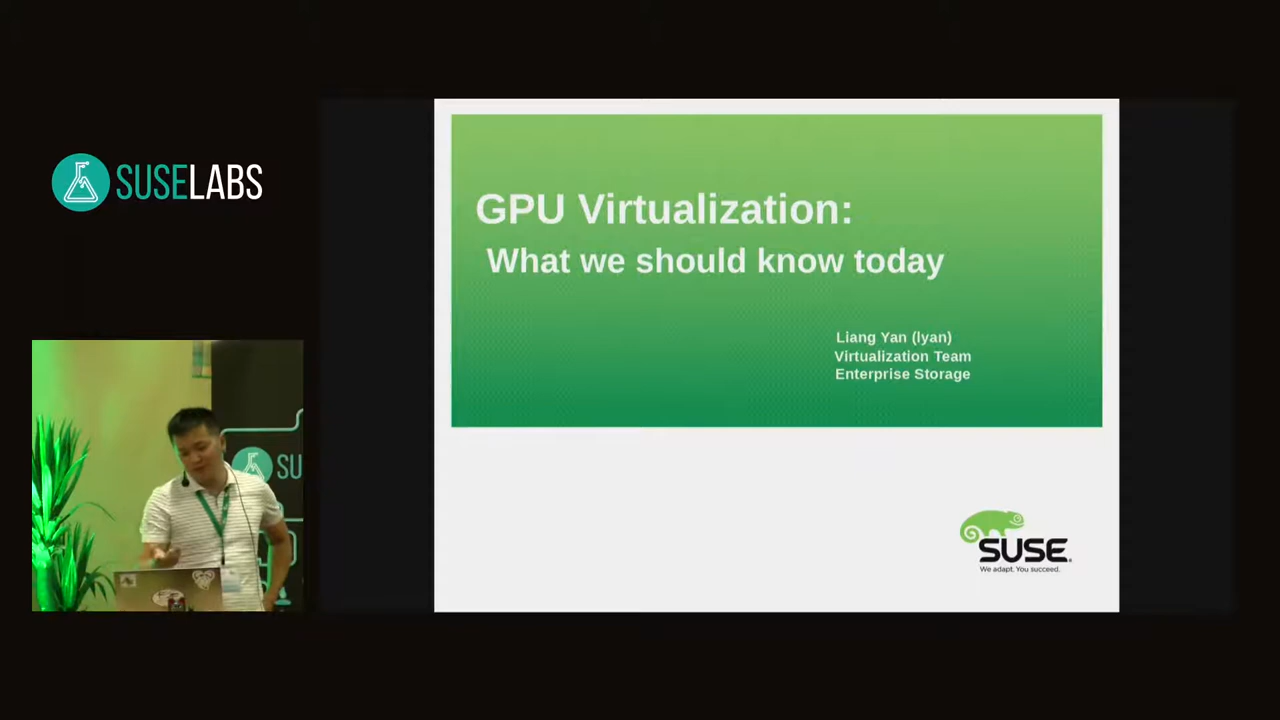 SUSELABS
GPU Virtualization:
What we should know today
Liang Yan (lyan)
Virtualization Team
Enterprise Storage
SUSE
We adapt. You succeed.
SU